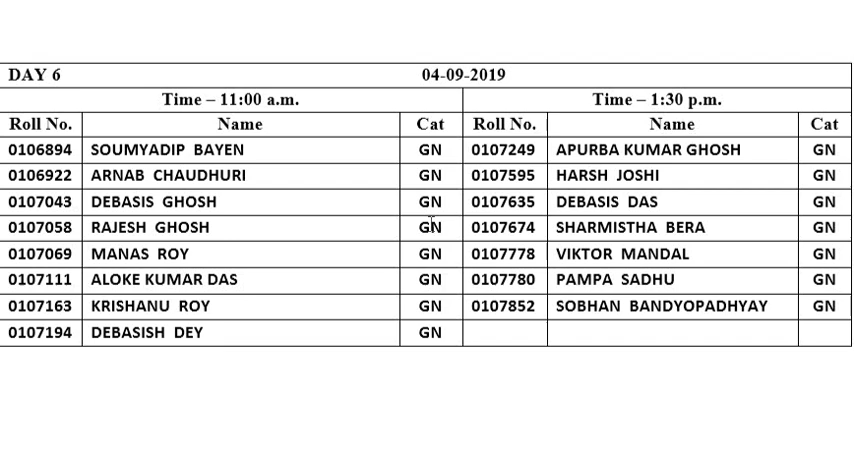 DAY 6 04-09-2019
Time – 11:00 a.m. Time – 1:30 p.m.
Roll No. Name Cat Roll No. Name Cat
0106894 SOUMYADIP BAYEN GN 0107249 APURBA KUMAR GHOSH GN
0106922 ARNAB CHAUDHURI GN 0107595 HARSH JOSHI GN
0107043 DEBASIS GHOSH GN 0107635 DEBASIS DAS GN
0107058 RAJESH GHOSH GN 0107674 SHARMISTHA BERA GN
0107069 MANAS ROY GN 0107778 VIKTOR MANDAL GN
0107111 ALOKE KUMAR DAS GN 0107780 PAMPA SADHU GN
0107163 KRISHANU ROY GN 0107852 SOBHAN BANDYOPADHYAY GN
0107194 DEBASISH DEY GN